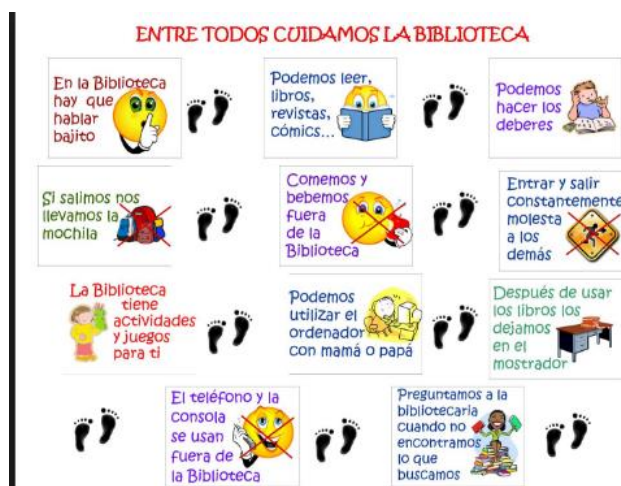 ENTRE TODOS CUIDAMOS LA BIBLIOTECA
En la Biblioteca
hay que
hablar
bajito
Podemos leer,
libros,
revistas,
cómics...
Podemos
hacer los
deberes
Si salimos nos
llevamos la
mochila
Comemos y
bebemos
fuera
de la
Biblioteca
Entrar y salir
constantemente
molesta
a los
demás
La Biblioteca
tiene
actividades
y juegos
para ti
Podemos
utilizar el
ordenador
con mamá o papá
Después de usar
los libros los
dejamos
en el
mostrador
El teléfono y la
consola
se usan
fuera de
la Biblioteca
Preguntamos a la
bibliotecaria
cuando no
encontramos
lo que
buscamos